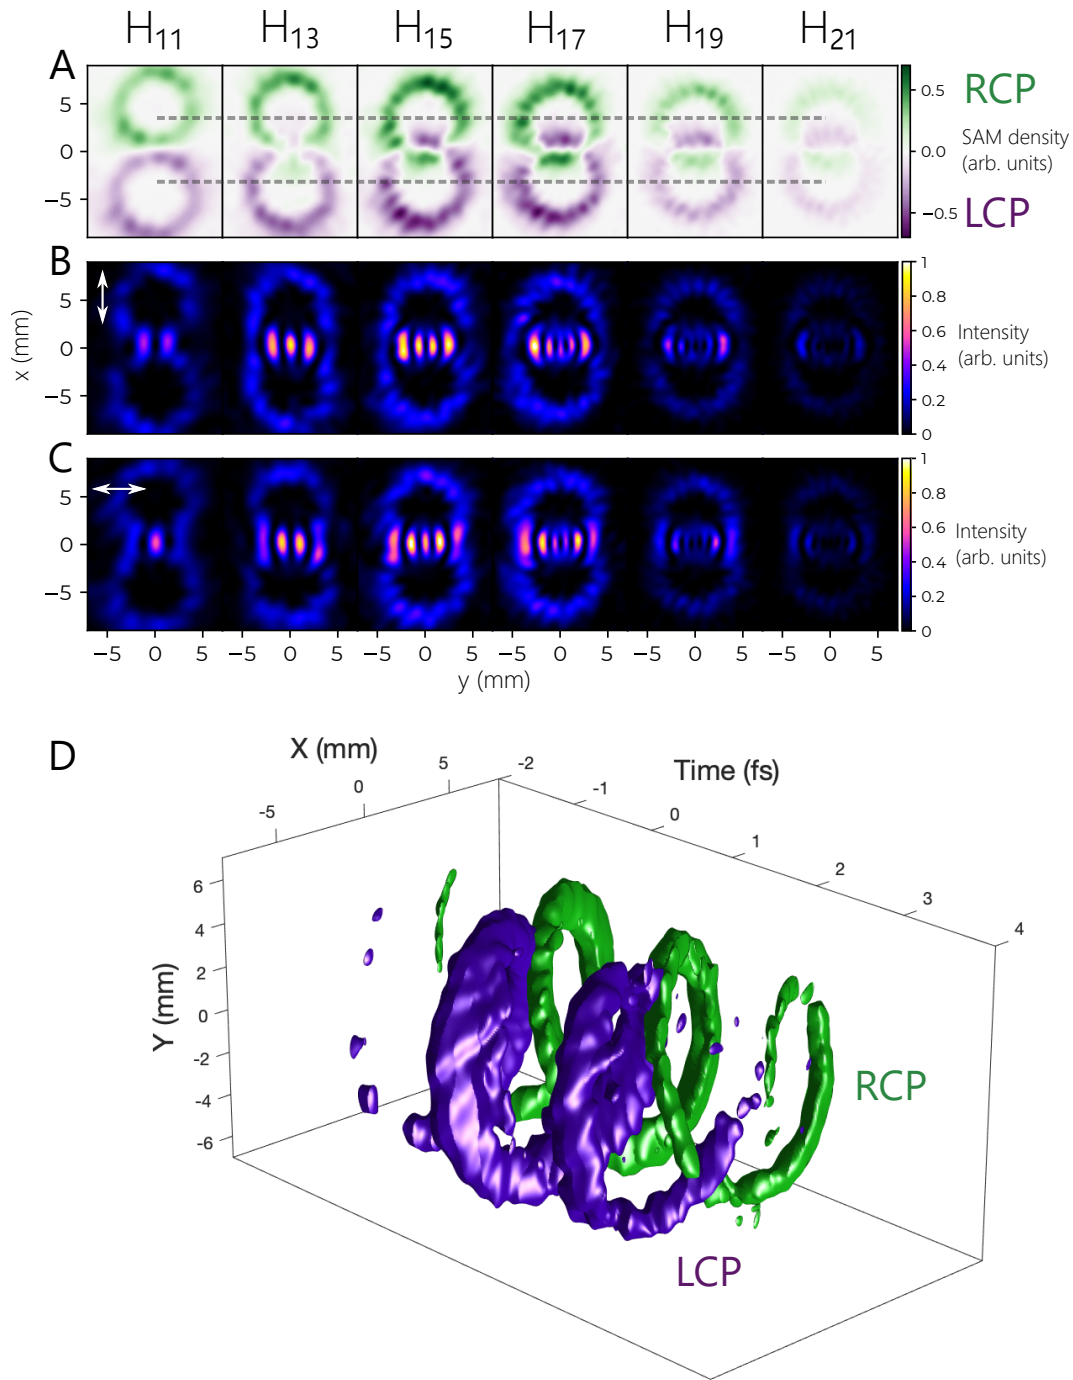 H11 H13 H15 H17 H19 H21
A
5
0
−5
0.5
0.0
−0.5
RCP
SAM density
(arb. units)
LCP
B
5
0
−5
1
0.8
0.6
0.4
0.2
0
Intensity
(arb. units)
x (mm)
C
5
0
−5
1
0.8
0.6
0.4
0.2
0
Intensity
(arb. units)
−5 0 5 −5 0 5 −5 0 5 −5 0 5 −5 0 5 −5 0 5
y (mm)
D
X (mm)
-5 0 5
Time (fs)
-2 -1 0 1 2 3 4
Y (mm)
6
4
2
0
-2
-4
-6
RCP
LCP